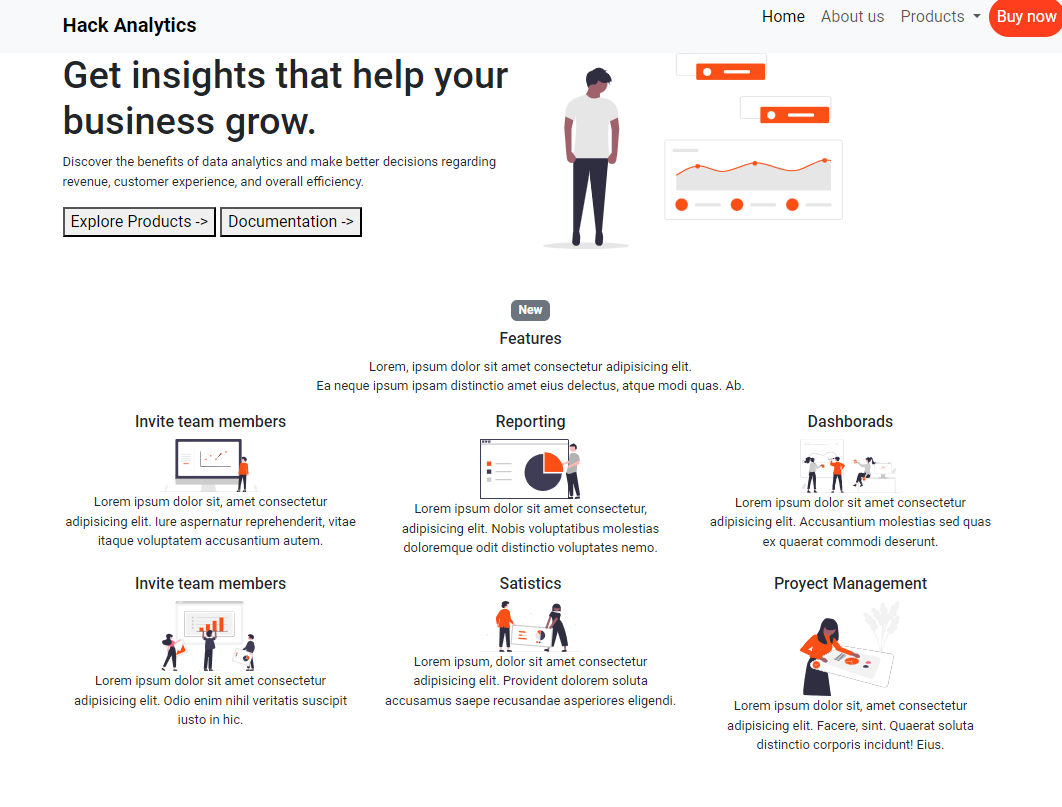 Hack Analytics
Home About us Products Buy now
Get insights that help your
business grow.
Discover the benefits of data analytics and make better decisions regarding
revenue, customer experience, and overall efficiency.
Explore Products -> Documentation ->
New
Features
Lorem, ipsum dolor sit amet consectetur adipisicing elit.
Ea neque ipsum ipsam distinctio amet eius delectus, atque modi quas. Ab.
Invite team members
Lorem ipsum dolor sit, amet consectetur
adipisicing elit. Iure aspernatur reprehenderit, vitae
itaque voluptatem accusantium autem.
Reporting
Lorem ipsum dolor sit amet consectetur,
adipisicing elit. Nobis voluptatibus molestias
doloremque odit distinctio voluptates nemo.
Dashborads
Lorem ipsum dolor sit amet consectetur
adipisicing elit. Accusantium molestias sed quas
ex quaerat commodi deserunt.
Invite team members
Lorem ipsum dolor sit amet consectetur
adipisicing elit. Odio enim nihil veritatis suscipit
iusto in hic.
Satistics
Lorem ipsum, dolor sit amet consectetur
adipisicing elit. Provident dolorem soluta
accusamus saepe recusandae asperiores eligendi.
Proyect Management
Lorem ipsum dolor sit, amet consectetur
adipisicing elit. Facere, sint. Quaerat soluta
distinctio corporis incidunt! Eius.